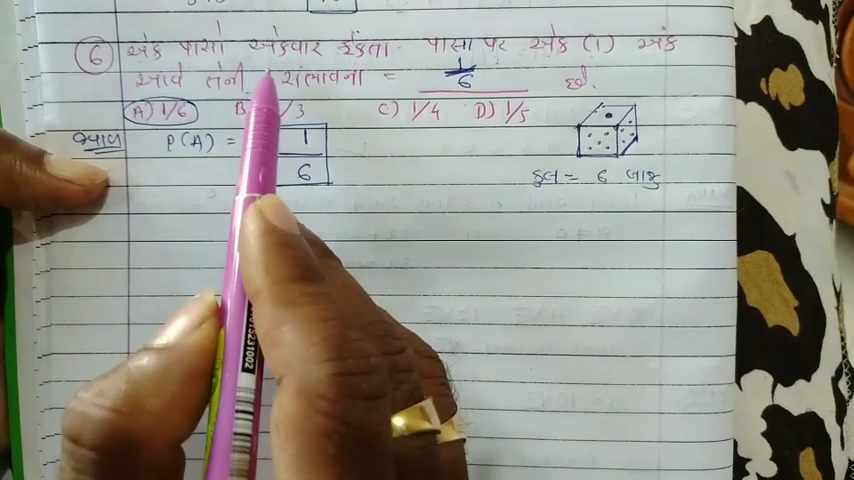 6 એક પાસો એકવાર ફેંકતા પાસા પર એક (1) અંક
આવે તેની સંભાવના = 1/6 છે.
A) 1/6 B /3 C) 1/4 D) 1/5
જવાબ P(A) = 1/6
કુલ = 6 બાજુ